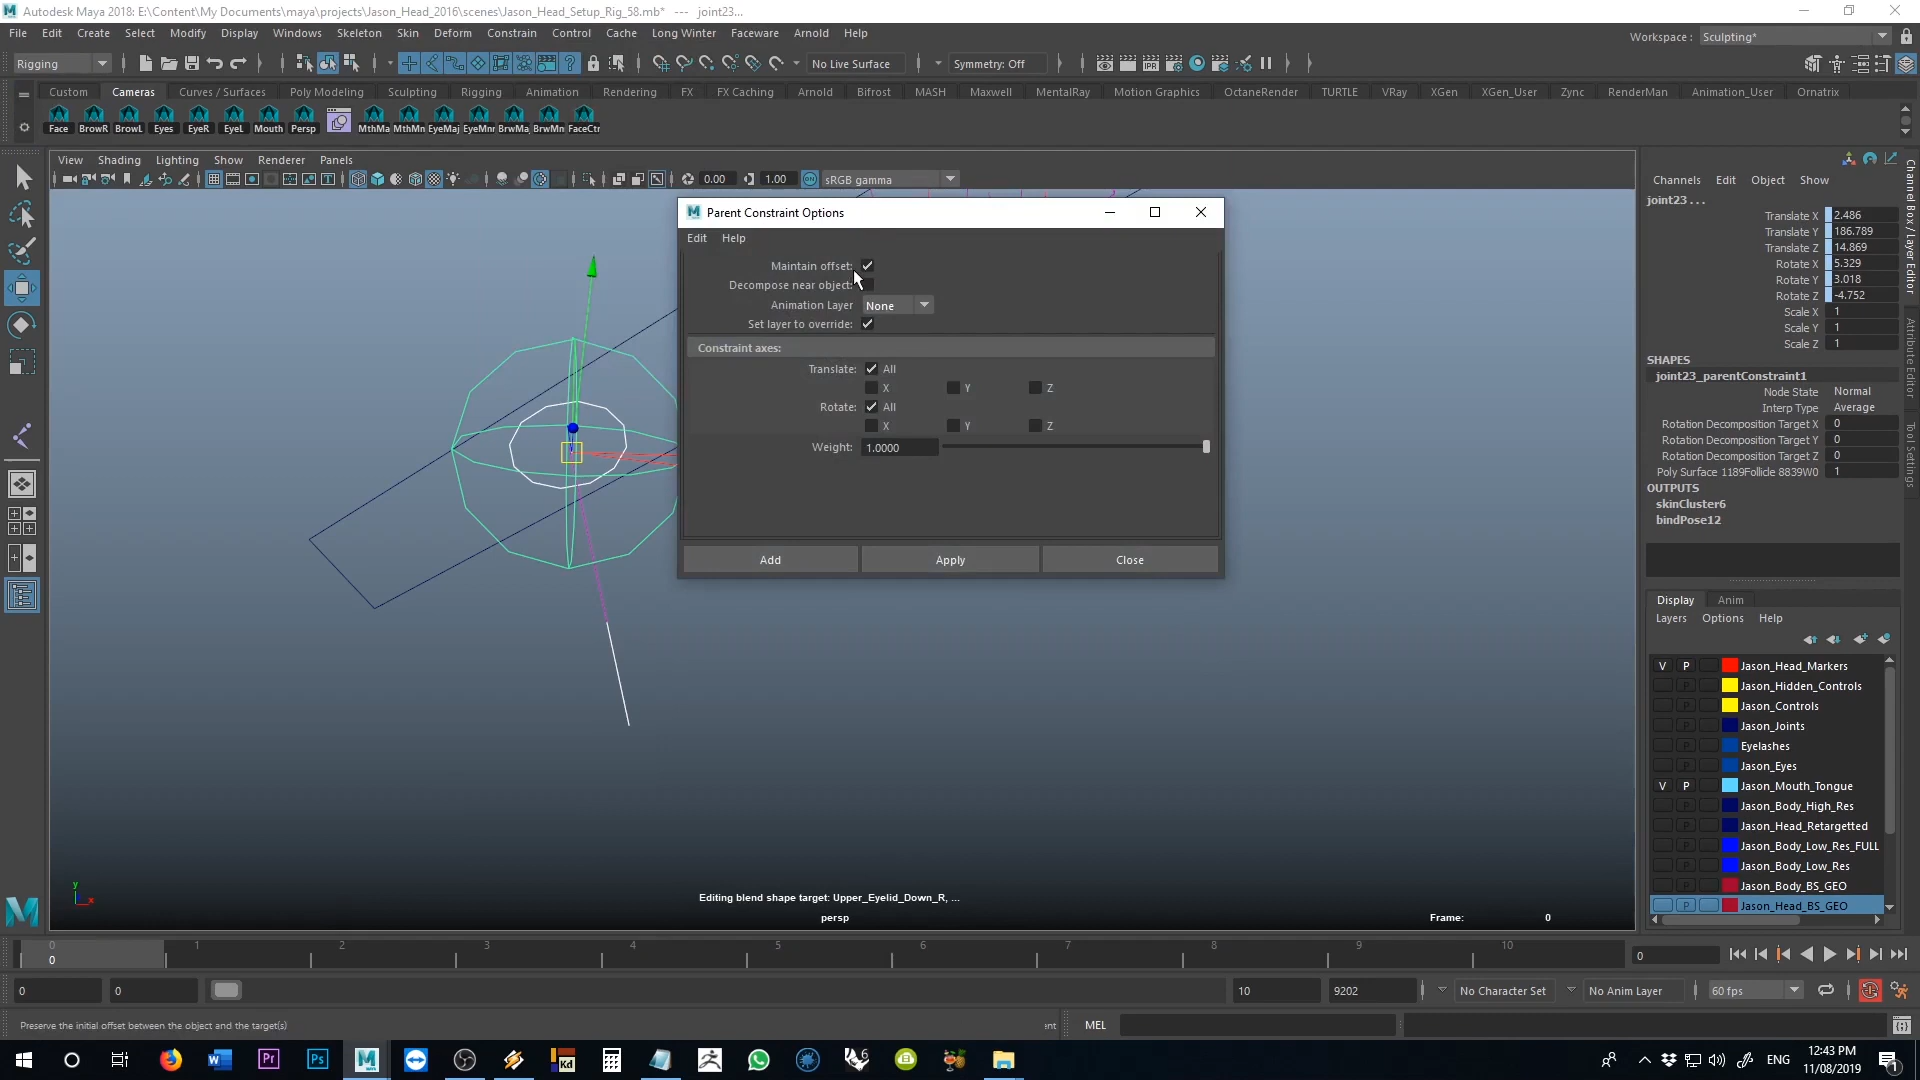 Autodesk Maya 2018: E:\Content\My Documents\maya\projects\Jason_Head_2016\scenes\Jason_Head_Setup_Rig_58.mb* --- joint23...
File Edit Create Select Modify Display Windows Skeleton Skin Deform Constrain Control Cache Long Winter Faceware Arnold Help
Workspace : Sculpting*
Rigging No Live Surface Symmetry: Off
Custom Cameras Curves / Surfaces Poly Modeling Sculpting Rigging Animation Rendering FX FX Caching Arnold Bifrost MASH Maxwell MentalRay Motion Graphics OctaneRender TURTLE VRay XGen XGen_User Zync RenderMan Animation_User Ornatrix
Face BrowR BrowL Eyes EyeR EyeL Mouth Persp MthMa MthMn EyeMaj EyeMnr BrwMa BrwMn FaceCtr
View Shading Lighting Show Renderer Panels
0.00 1.00 ON sRGB gamma
Parent Constraint Options
Edit Help
Maintain offset:
Decompose near object:
Animation Layer None
Set layer to override:
Constraint axes:
Translate: All
X Y Z
Rotate: All
X Y Z
Weight: 1.0000
Add Apply Close
Editing blend shape target: Upper_Eyelid_Down_R, ...
persp
Frame: 0
y
x
Channels Edit Object Show
joint23 ...
Translate X 2.486
Translate Y 186.789
Translate Z 14.869
Rotate X 5.329
Rotate Y 3.018
Rotate Z -4.752
Scale X 1
Scale Y 1
Scale Z 1
SHAPES
joint23_parentConstraint1
Node State Normal
Interp Type Average
Rotation Decomposition Target X 0
Rotation Decomposition Target Y 0
Rotation Decomposition Target Z 0
Poly Surface 1189Follide 8839W0 1
OUTPUTS
skinCluster6
bindPose12
Channel Box / Layer Editor
Attribute Editor
Tool Settings
Display Anim
Layers Options Help
V P Jason_Head_Markers
P Jason_Hidden_Controls
P Jason_Controls
P Jason_Joints
P Eyelashes
P Jason_Eyes
V P Jason_Mouth_Tongue
P Jason_Body_High_Res
P Jason_Head_Retargetted
P Jason_Body_Low_Res_FULL
P Jason_Body_Low_Res
P Jason_Body_BS_GEO
P Jason_Head_BS_GEO
0 1 2 3 4 5 6 7 8 9 10
0
0
0 0 10 9202 No Character Set No Anim Layer 60 fps
Preserve the initial offset between the object and the target(s)
MEL
ENG
12:43 PM
11/08/2019